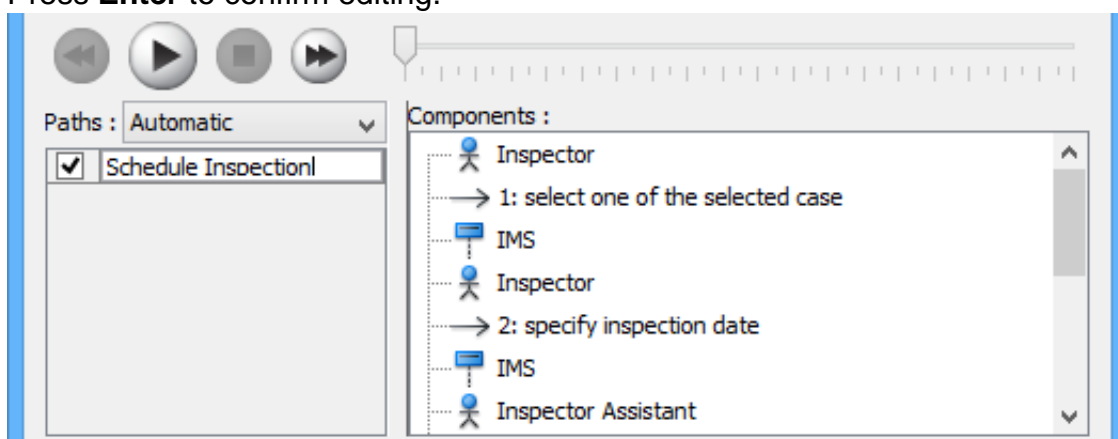 Press Enter to confirm editing.
Paths : Automatic
Schedule Inspection
Components :
Inspector
1: select one of the selected case
IMS
Inspector
2: specify inspection date
IMS
Inspector Assistant